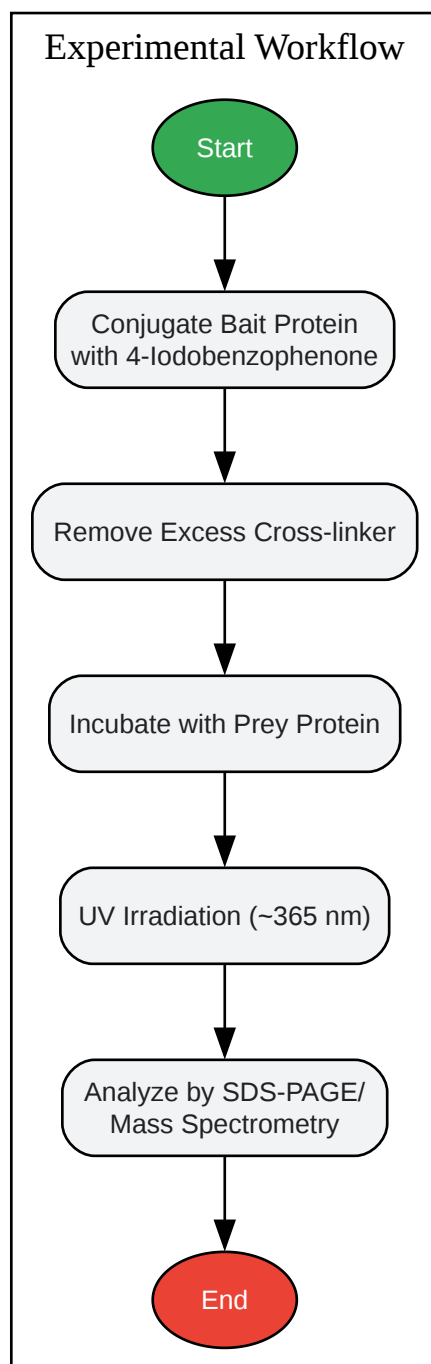 Experimental Workflow
Start
Conjugate Bait Protein
with 4-Iodobenzophenone
Remove Excess Cross-linker
Incubate with Prey Protein
UV Irradiation (~365 nm)
Analyze by SDS-PAGE/
Mass Spectrometry
End